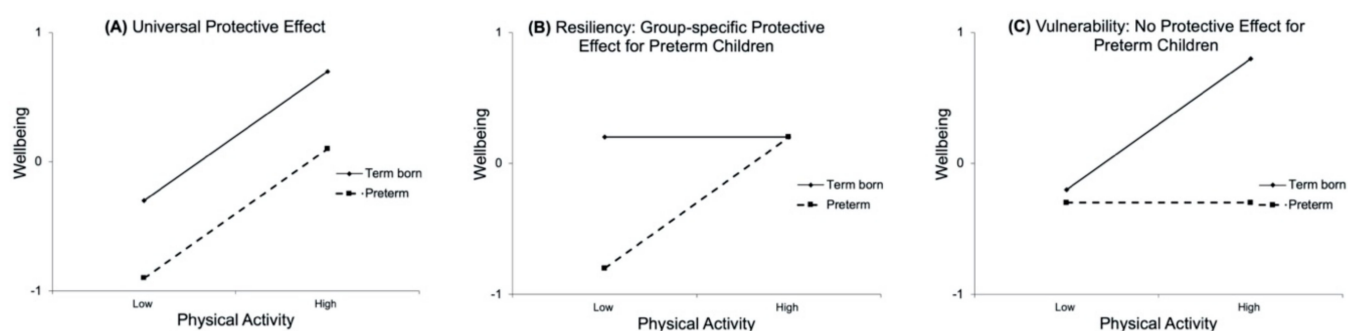 (A) Universal Protective Effect
1
0
-1
Wellbeing
Term born
Preterm
Low
High
Physical Activity
(B) Resiliency: Group-specific Protective
Effect for Preterm Children
1
0
-1
Wellbeing
Term born
Preterm
Low
High
Physical Activity
(C) Vulnerability: No Protective Effect for
Preterm Children
1
0
-1
Wellbeing
Term born
Preterm
Low
High
Physical Activity